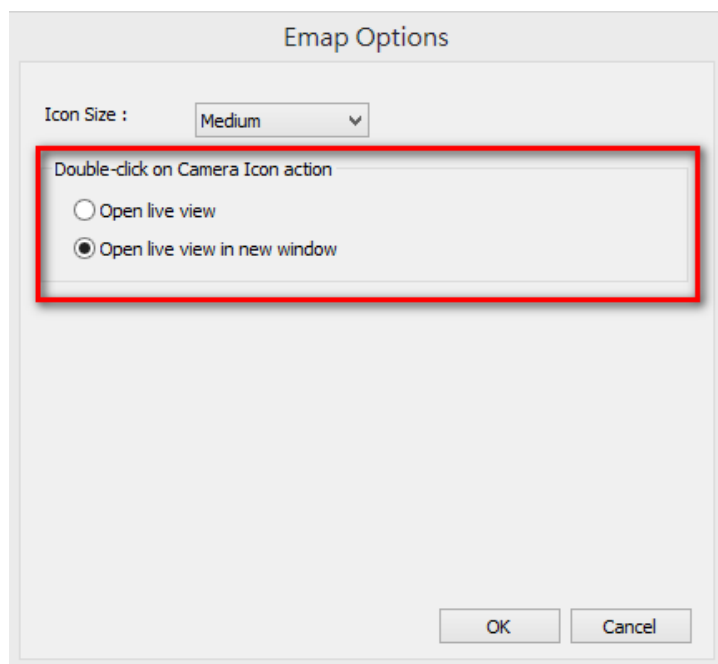 Emap Options
Icon Size :
Medium
Double-click on Camera Icon action
Open live view
Open live view in new window
OK
Cancel